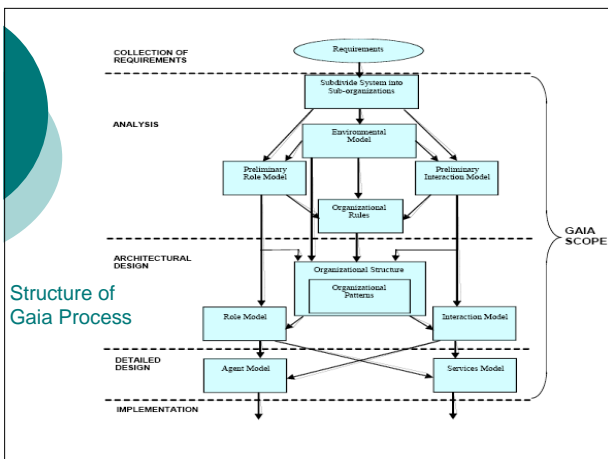 COLLECTION OF
REQUIREMENTS
Requirements
Subdivide System into
Sub-organizations
ANALYSIS
Environmental
Model
Preliminary
Role Model
Preliminary
Interaction Model
Organizational
Rules
GAIA
SCOPE
ARCHITECTURAL
DESIGN
Organizational Structure
Organizational
Patterns
Structure of
Gaia Process
Role Model
Interaction Model
DETAILED
DESIGN
Agent Model
Services Model
IMPLEMENTATION